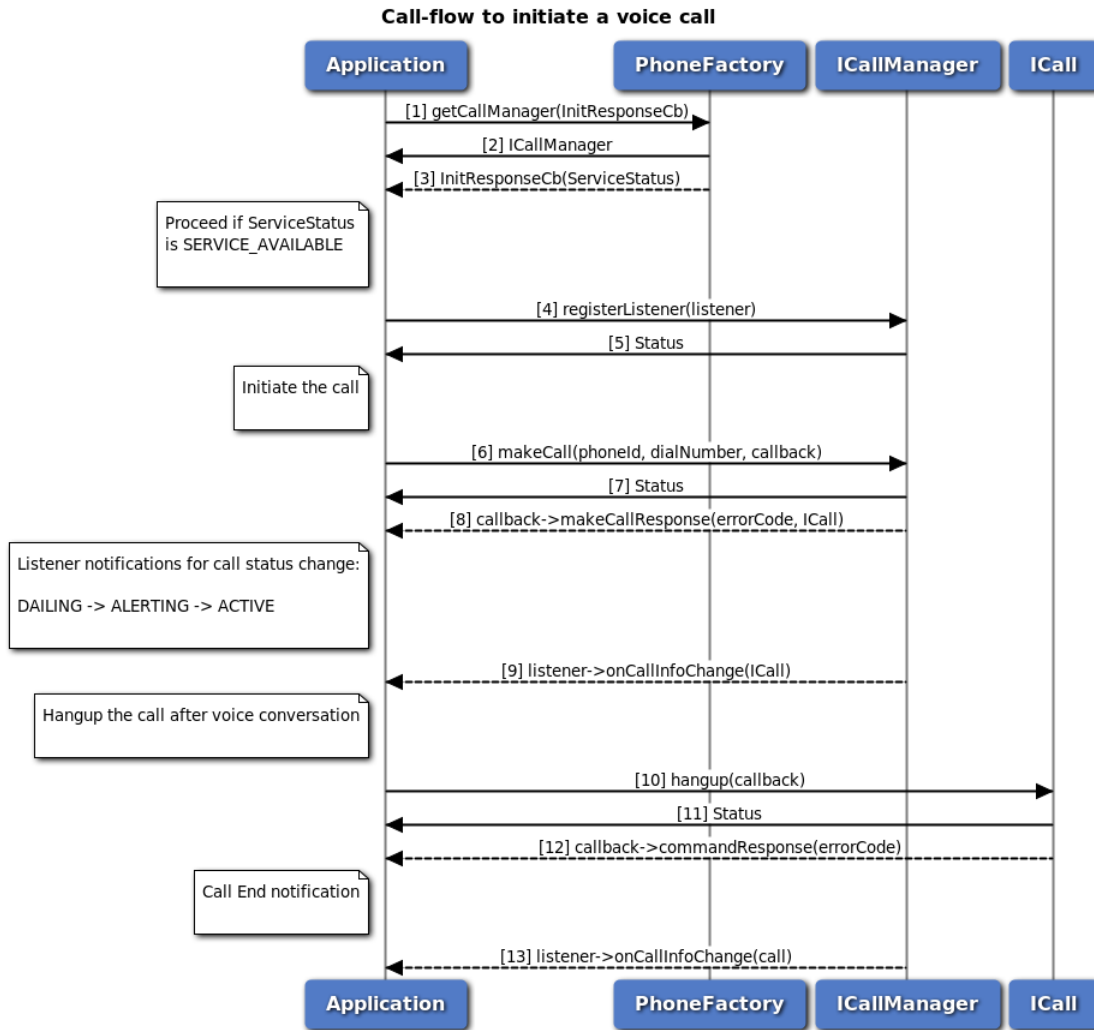 Call-flow to initiate a voice call
Application
PhoneFactory
ICallManager
ICall
[1] getCallManager(InitResponseCb)
[2] ICallManager
[3] InitResponseCb(ServiceStatus)
Proceed if ServiceStatus
is SERVICE_AVAILABLE
[4] registerListener(listener)
[5] Status
Initiate the call
[6] makeCall(phoneId, dialNumber, callback)
[7] Status
[8] callback->makeCallResponse(errorCode, ICall)
Listener notifications for call status change:
DAILING -> ALERTING -> ACTIVE
[9] listener->onCallInfoChange(ICall)
Hangup the call after voice conversation
[10] hangup(callback)
[11] Status
[12] callback->commandResponse(errorCode)
Call End notification
[13] listener->onCallInfoChange(call)
Application
PhoneFactory
ICallManager
ICall